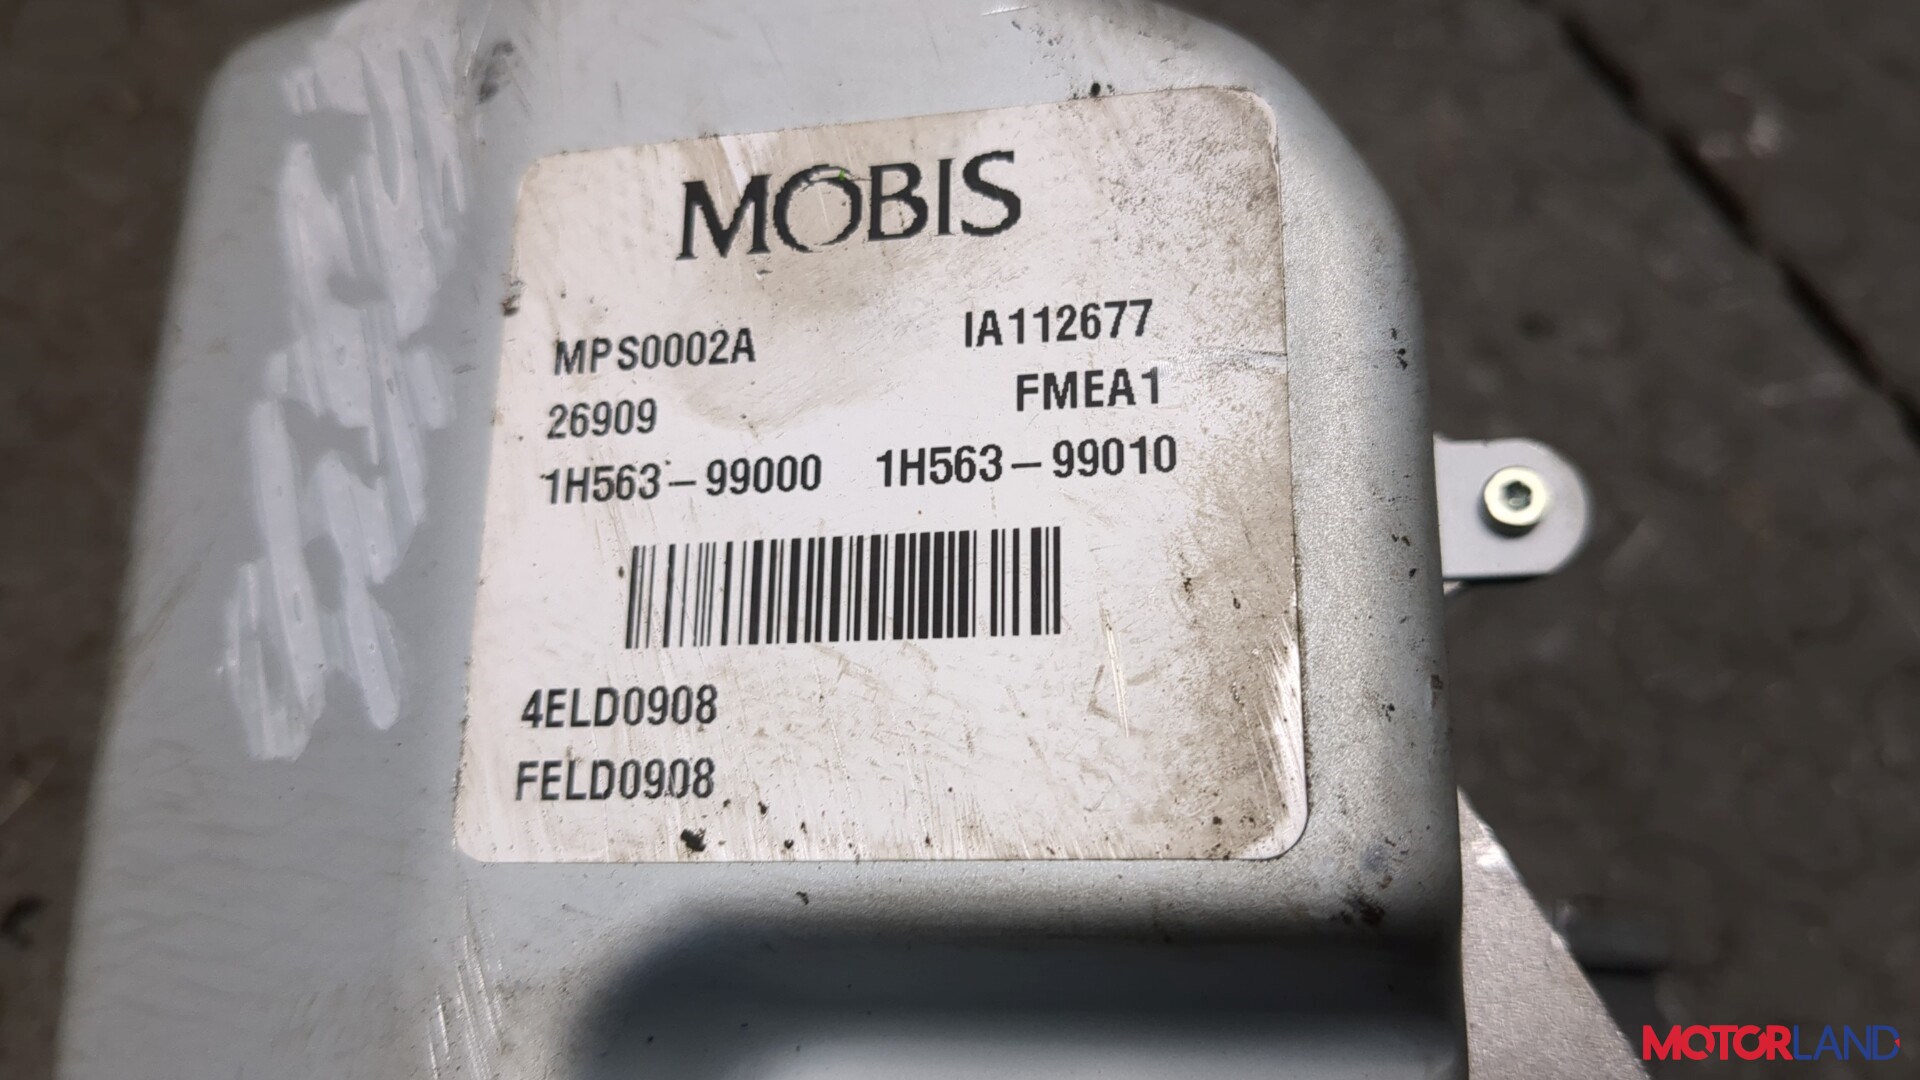 MOBIS
MPS0002A IA112677
26909 FMEA1
1H563-99000 1H563-99010
4ELD0908
FELD0908
MOTORLAND